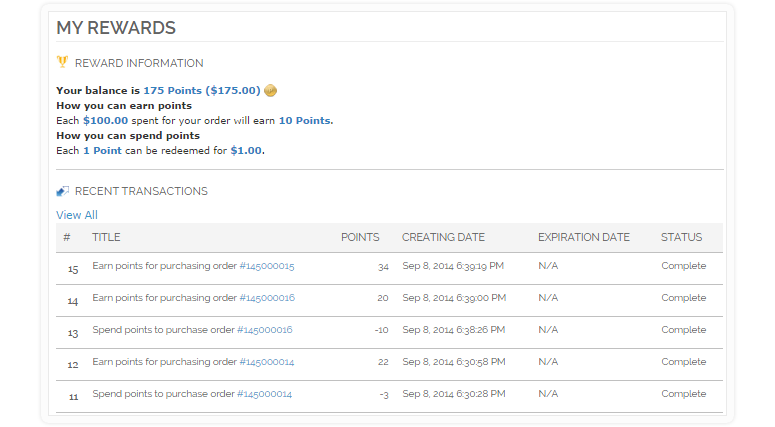 MY REWARDS
REWARD INFORMATION
Your balance is 175 Points ($175.00)
How you can earn points
Each $100.00 spent for your order will earn 10 Points.
How you can spend points
Each 1 Point can be redeemed for $1.00.
RECENT TRANSACTIONS
View All
# TITLE POINTS CREATING DATE EXPIRATION DATE STATUS
15 Earn points for purchasing order #145000015 34 Sep 8, 2014 6:39:19 PM N/A Complete
14 Earn points for purchasing order #145000016 20 Sep 8, 2014 6:39:00 PM N/A Complete
13 Spend points to purchase order #145000016 -10 Sep 8, 2014 6:38:26 PM N/A Complete
12 Earn points for purchasing order #145000014 22 Sep 8, 2014 6:30:58 PM N/A Complete
11 Spend points to purchase order #145000014 -3 Sep 8, 2014 6:30:28 PM N/A Complete